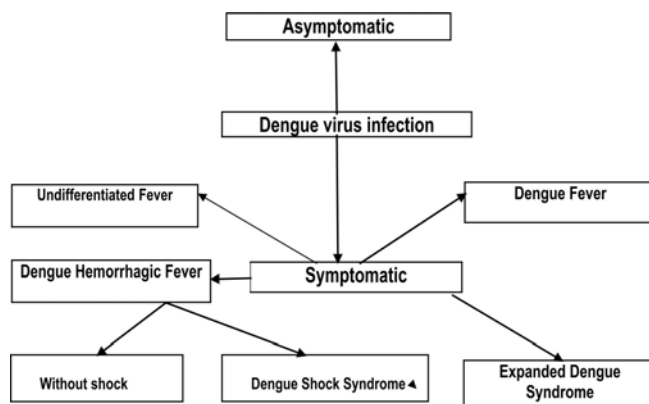 Asymptomatic
Dengue virus infection
Undifferentiated Fever
Dengue Fever
Dengue Hemorrhagic Fever
Symptomatic
Without shock
Dengue Shock Syndrome
Expanded Dengue
Syndrome